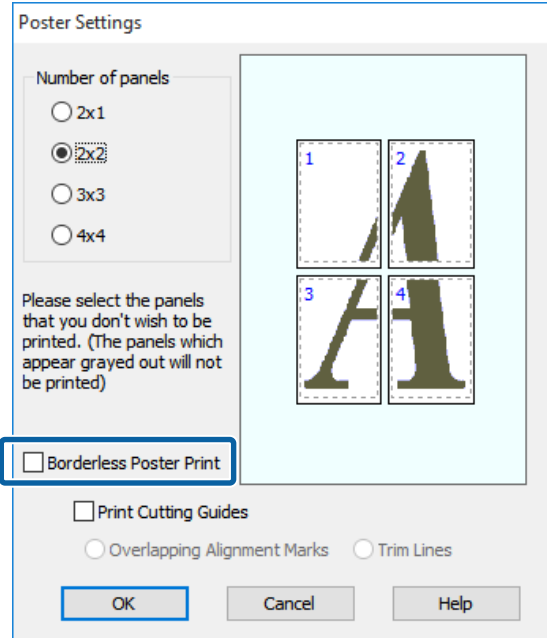 Poster Settings
Number of panels
2x1
2x2
3x3
4x4
1
2
3
4
Please select the panels
that you don't wish to be
printed. (The panels which
appear grayed out will not
be printed)
Borderless Poster Print
Print Cutting Guides
Overlapping Alignment Marks
Trim Lines
OK
Cancel
Help